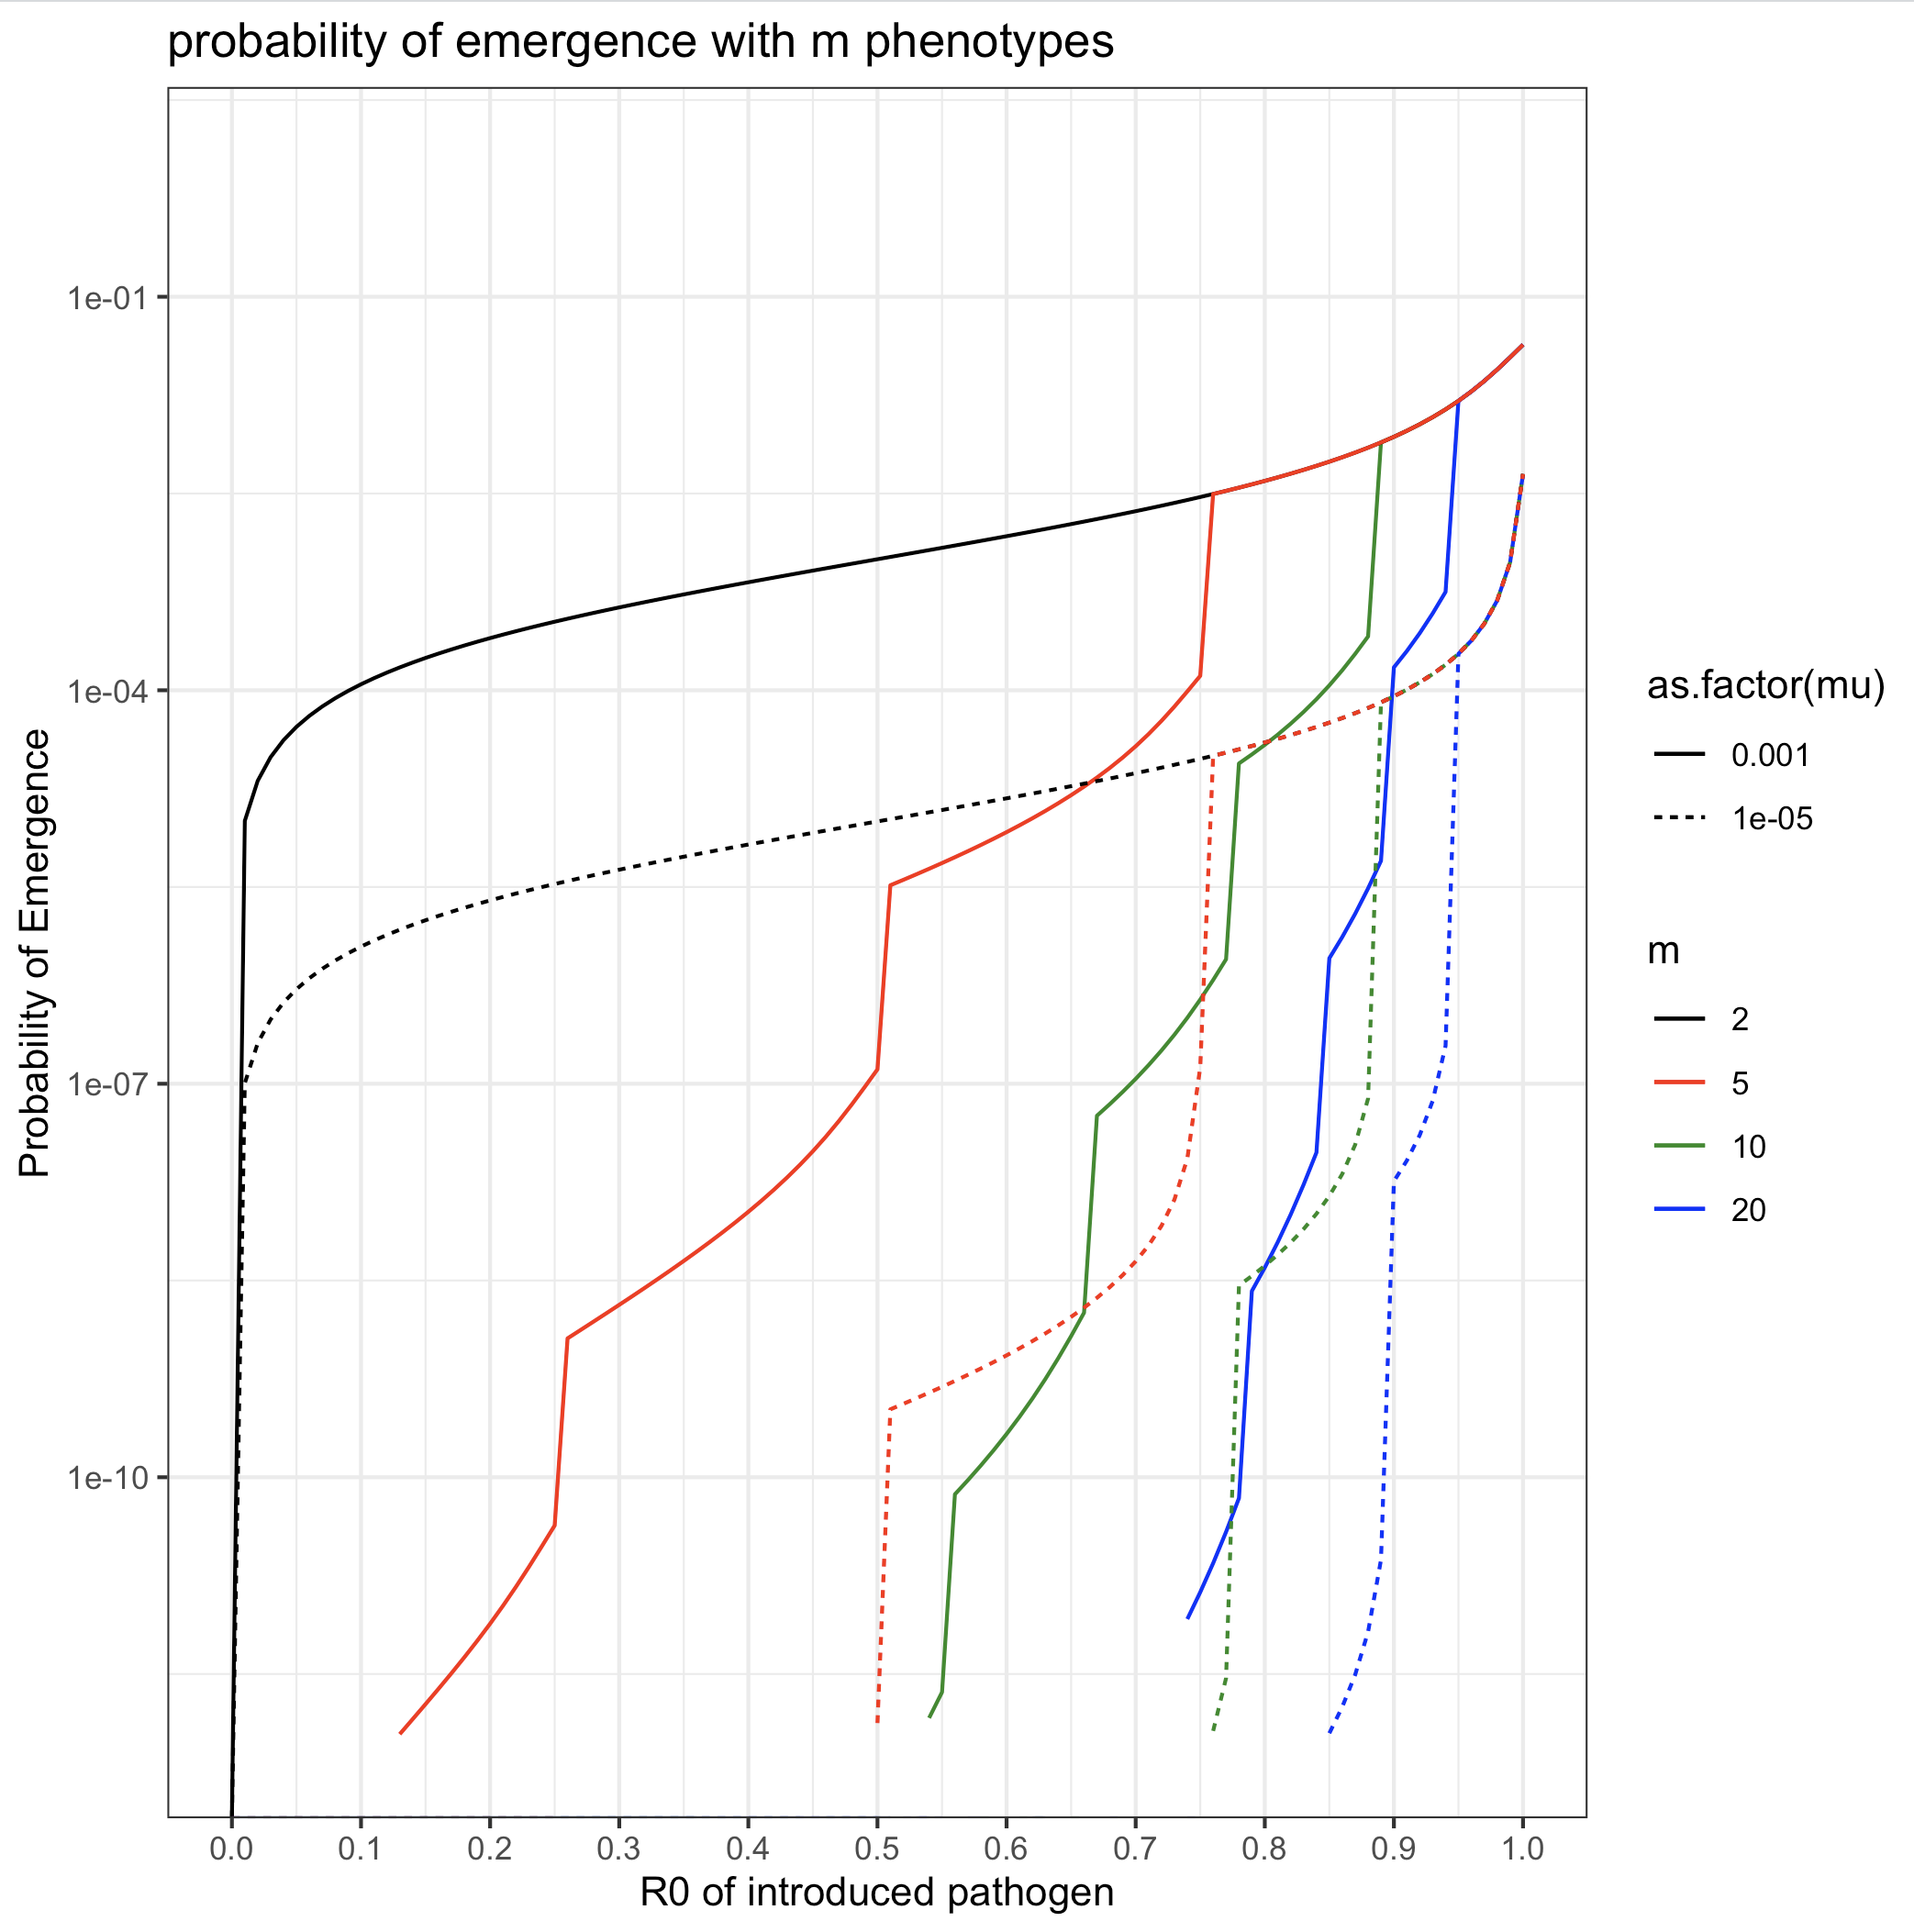 probability of emergence with m phenotypes
Probability of Emergence
1e-01
1e-04
1e-07
1e-10
0.0 0.1 0.2 0.3 0.4 0.5 0.6 0.7 0.8 0.9 1.0
R0 of introduced pathogen
as.factor(mu)
0.001
1e-05
m
2
5
10
20